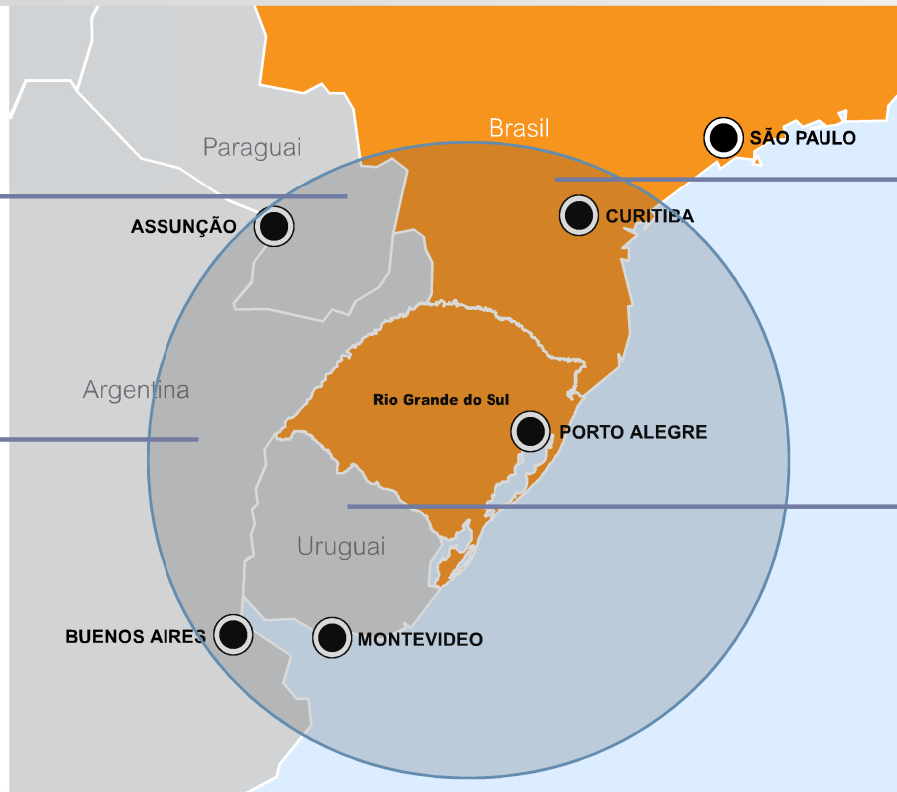 Brasil
SÃO PAULO
Paraguai
CURITIBA
ASSUNÇÃO
Argentina
Rio Grande do Sul
PORTO ALEGRE
Uruguai
BUENOS AIRES
MONTEVIDEO